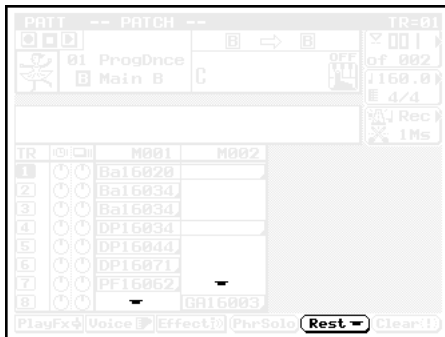 PATT -- PATCH -- TR=01
B B 001
01 ProgDnce OFF of 002
B Main B C ♩160.0
4/4
♩ Rec
1Ms
TR M001 M002
1 Ba16020
2 Ba16034
3 Ba16034
4 DP16034
5 DP16044
6 DP16071
7 PF16062
8 GA16003
PlayFx Voice Effect PhrSolo Rest Clear(!)